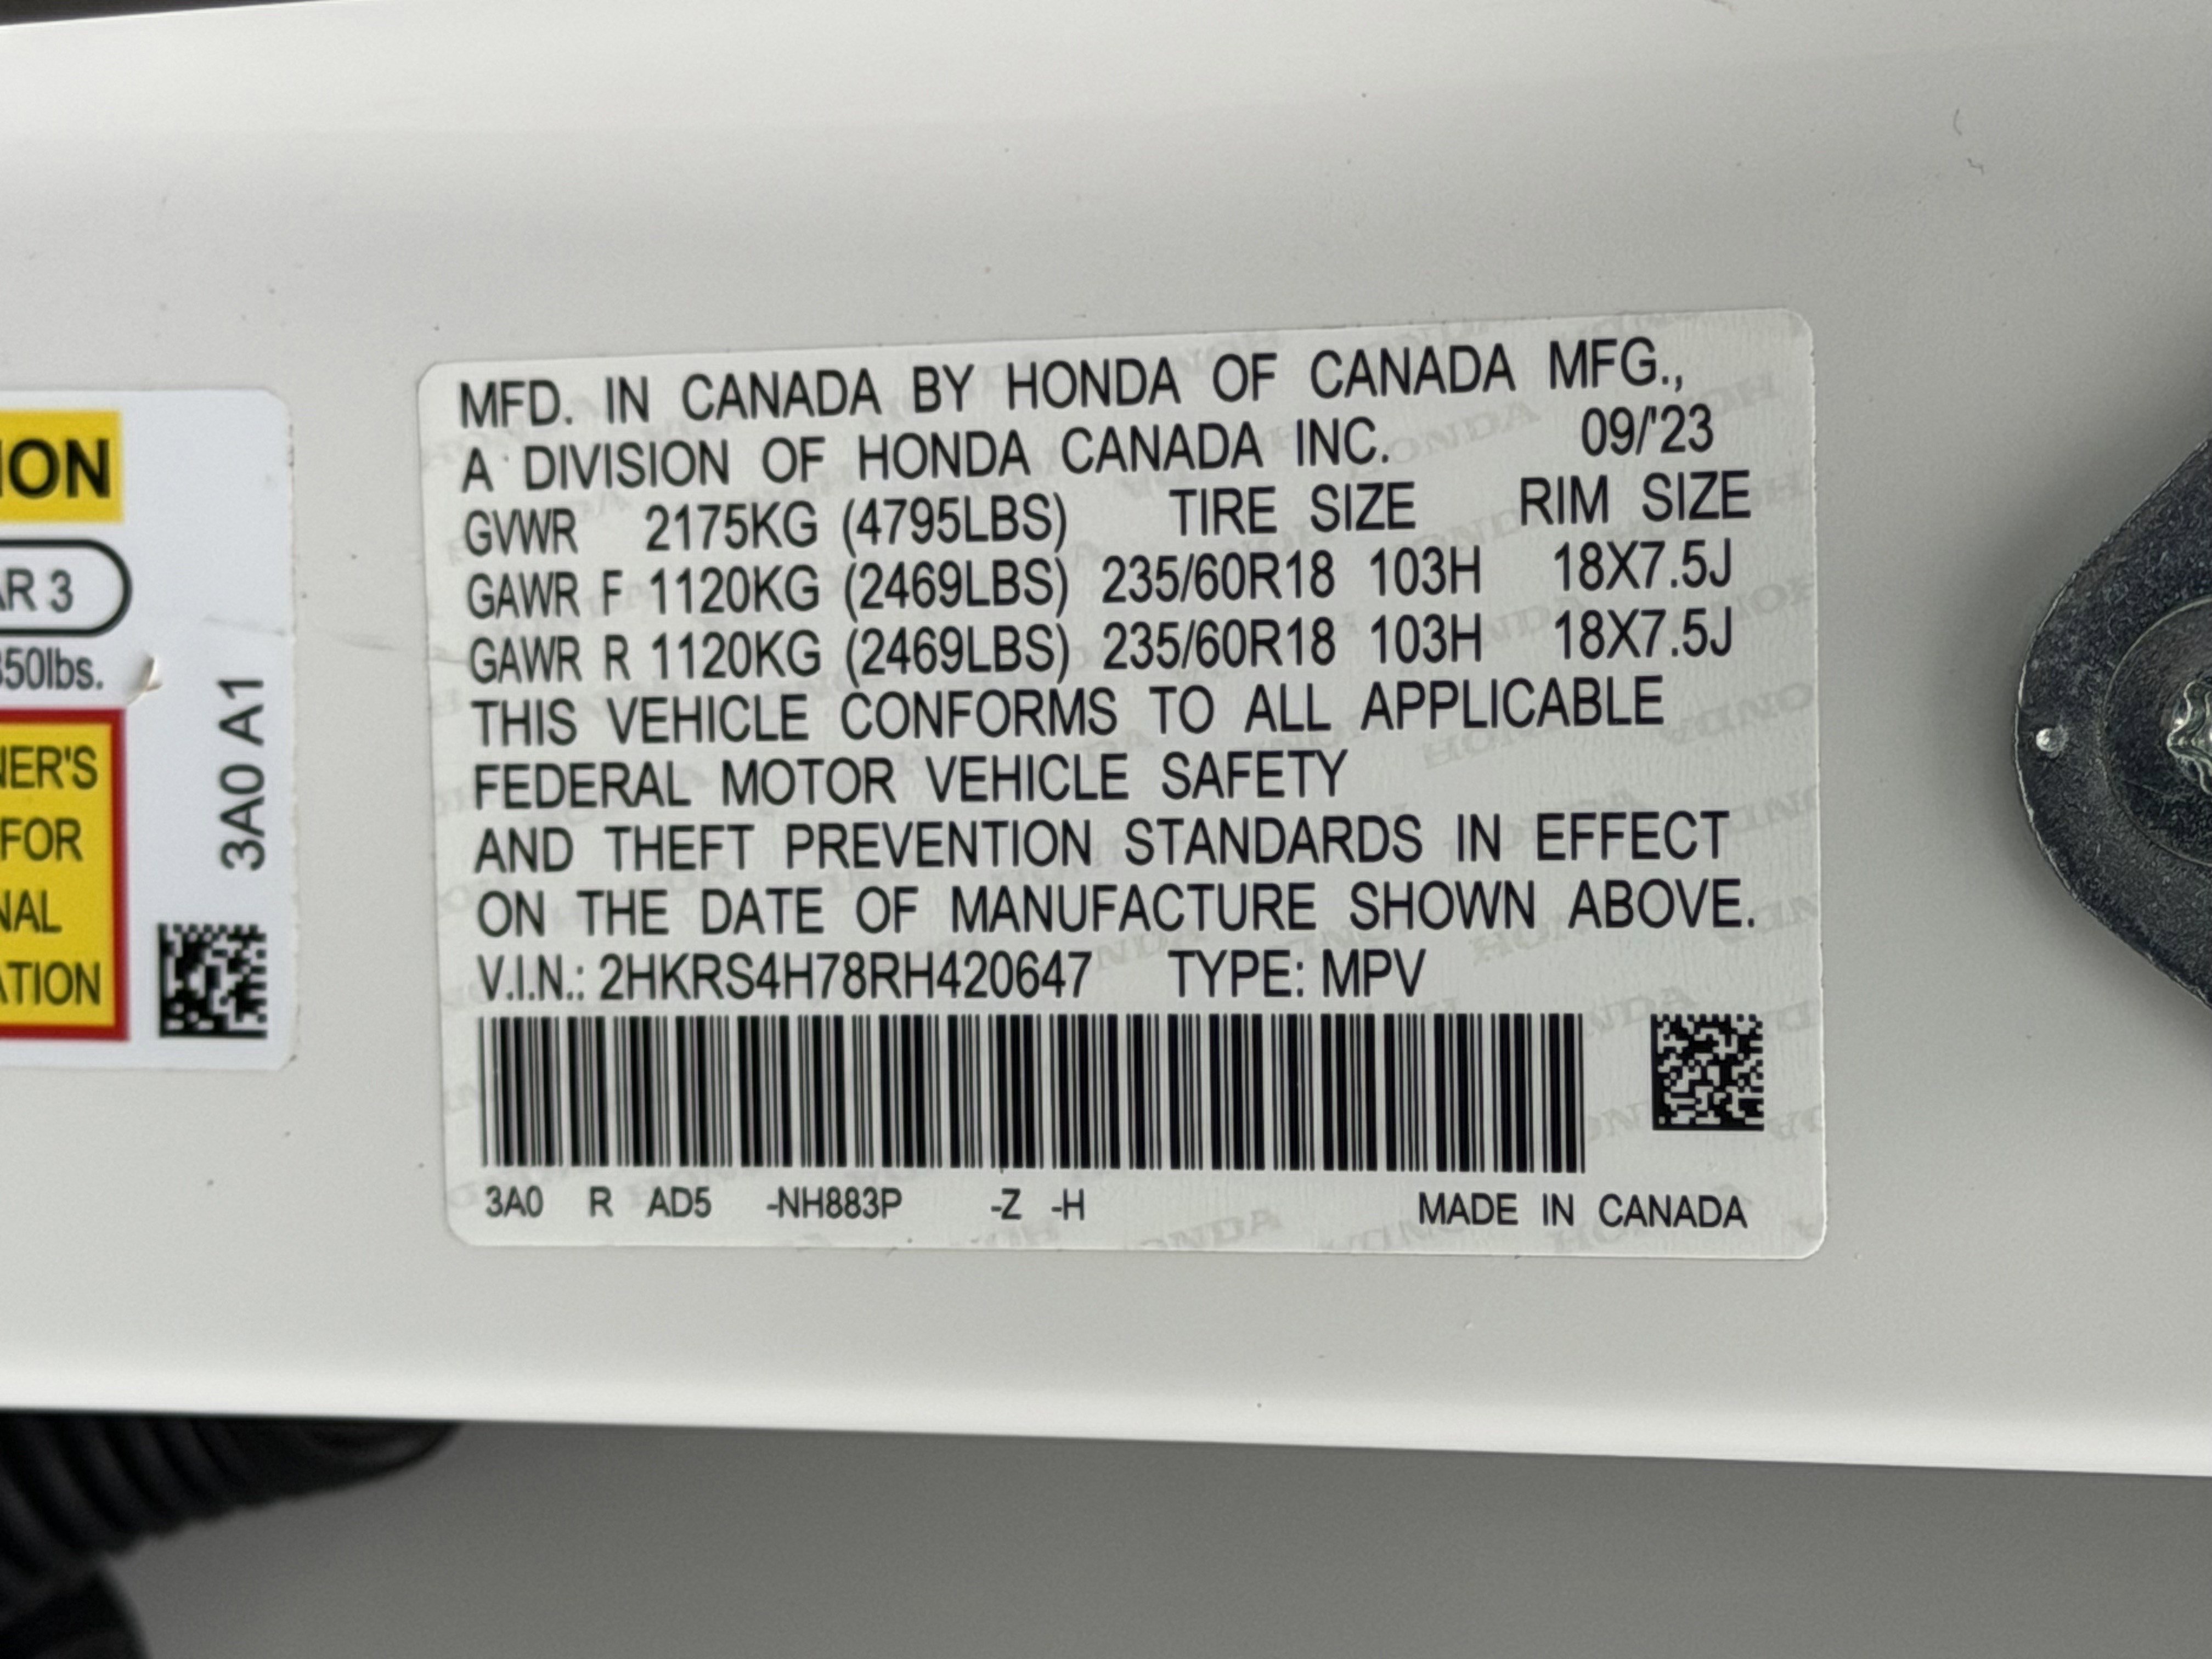 MFD. IN CANADA BY HONDA OF CANADA MFG.,
A DIVISION OF HONDA CANADA INC. 09/'23
GVWR 2175KG (4795LBS) TIRE SIZE RIM SIZE
GAWR F 1120KG (2469LBS) 235/60R18 103H 18X7.5J
GAWR R 1120KG (2469LBS) 235/60R18 103H 18X7.5J
THIS VEHICLE CONFORMS TO ALL APPLICABLE
FEDERAL MOTOR VEHICLE SAFETY
AND THEFT PREVENTION STANDARDS IN EFFECT
ON THE DATE OF MANUFACTURE SHOWN ABOVE.
V.I.N.: 2HKRS4H78RH420647 TYPE: MPV
3A0 R AD5 -NH883P -Z -H MADE IN CANADA
ION
AR 3
350lbs.
NER'S
FOR
NAL
ATION
3A0 A1